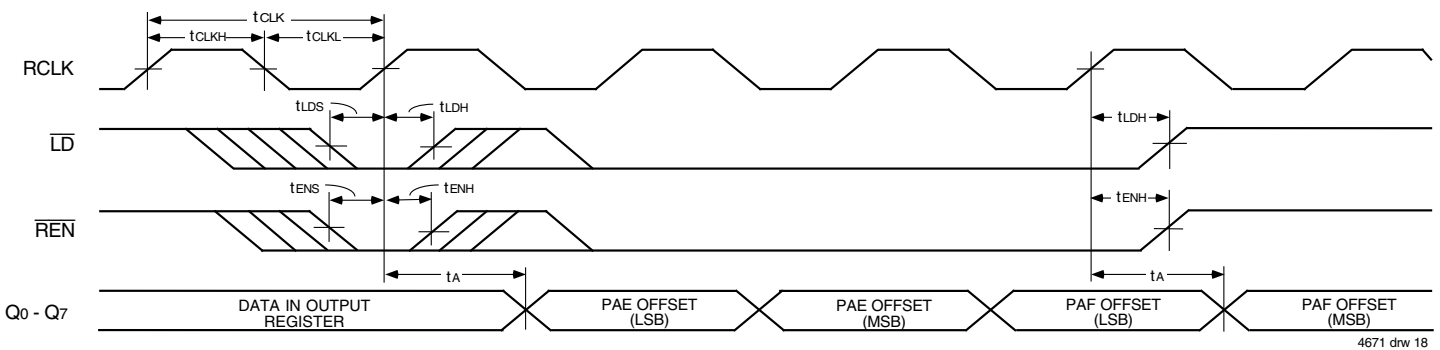 tCLK
tCLKH
tCLKL
RCLK
tLDS
tLDH
tLDH
LD
tENS
tENH
tENH
REN
tA
tA
Q0 - Q7
DATA IN OUTPUT
REGISTER
PAE OFFSET
(LSB)
PAE OFFSET
(MSB)
PAF OFFSET
(LSB)
PAF OFFSET
(MSB)
4671 drw 18